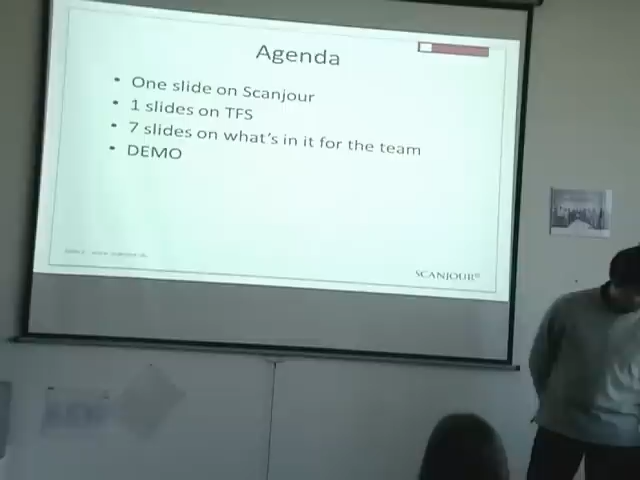 Agenda
• One slide on Scanjour
• 1 slides on TFS
• 7 slides on what's in it for the team
• DEMO
SCANJOUR